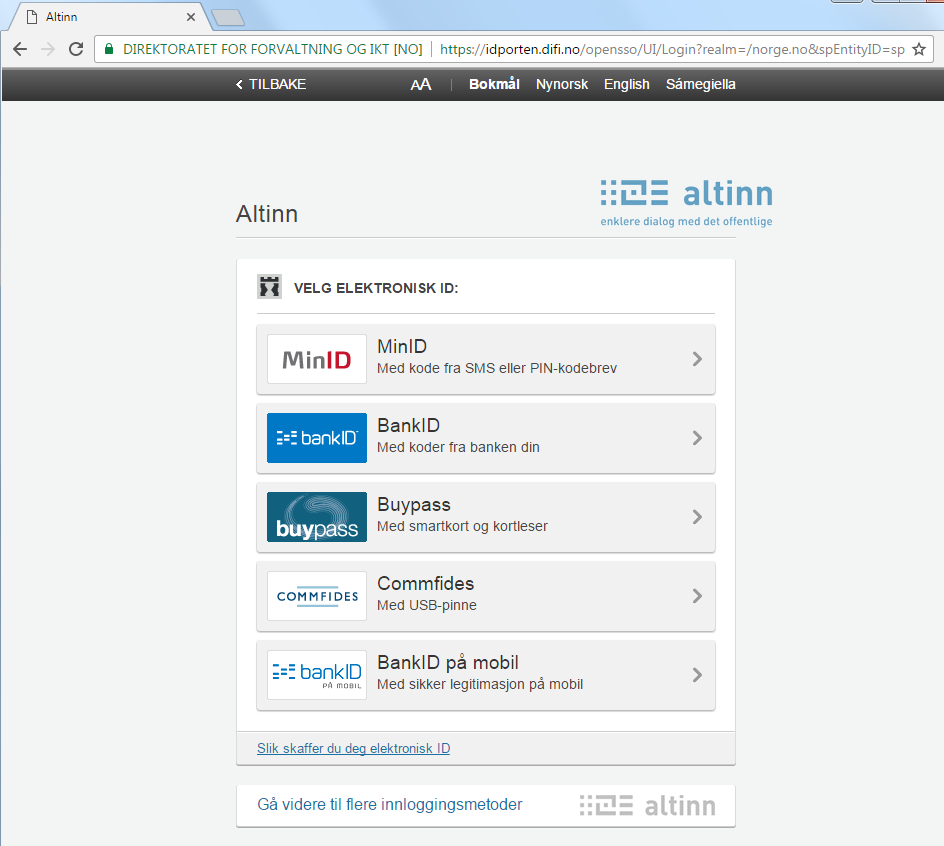 Altinn
DIREKTORATET FOR FORVALTNING OG IKT [NO] https://idporten.difi.no/opensso/UI/Login?realm=/norge.no&spEntityID=sp
TILBAKE AA Bokmål Nynorsk English Sámegiella
altinn
enklere dialog med det offentlige
Altinn
VELG ELEKTRONISK ID:
MinID
MinID
Med kode fra SMS eller PIN-kodebrev
bankID
BankID
Med koder fra banken din
buypass
Buypass
Med smartkort og kortleser
COMMFIDES
Commfides
Med USB-pinne
bankID
PÅ MOBIL
BankID på mobil
Med sikker legitimasjon på mobil
Slik skaffer du deg elektronisk ID
Gå videre til flere innloggingsmetoder altinn